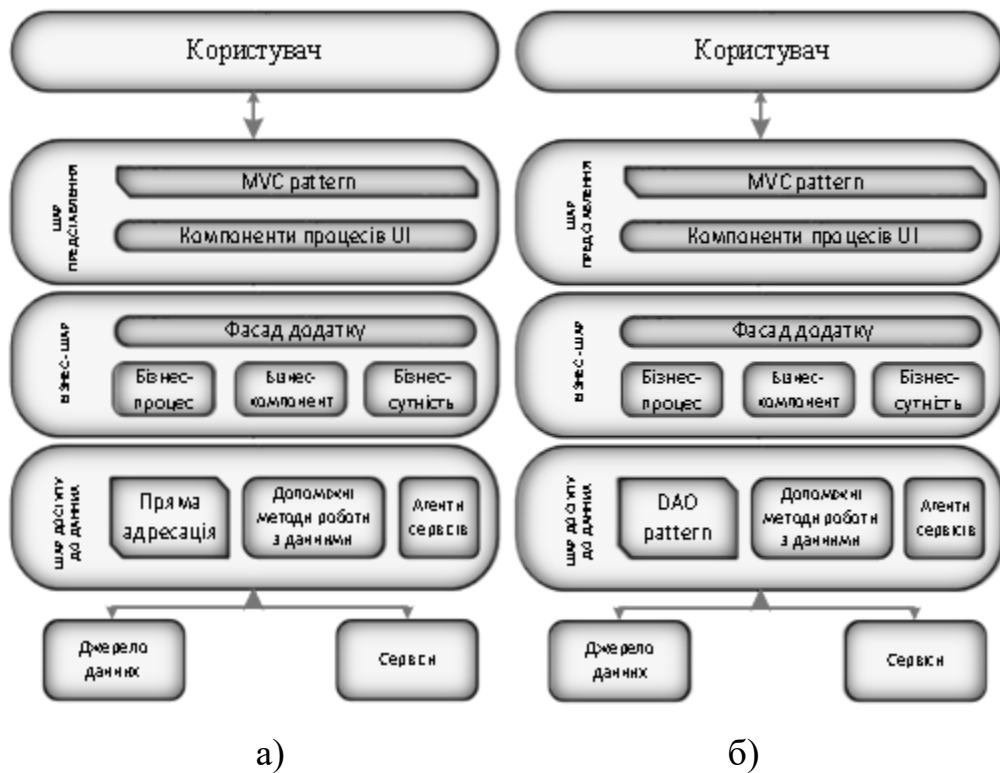 Користувач
ШАР
ПРЕДСТАВЛЕННЯ
MVC pattern
Компоненти процесів UI
БІЗНЕС-ШАР
Фасад додатку
Бізнес-
процес
Бізнес-
компонент
Бізнес-
сутність
ШАР ДОСТУПУ
ДО ДАННИХ
Пряма
адресація
Допоміжні
методи роботи
з данними
Агенти
сервісів
Джерело
данних
Сервіси
а)
Користувач
ШАР
ПРЕДСТАВЛЕННЯ
MVC pattern
Компоненти процесів UI
БІЗНЕС-ШАР
Фасад додатку
Бізнес-
процес
Бізнес-
компонент
Бізнес-
сутність
ШАР ДОСТУПУ
ДО ДАННИХ
DAO
pattern
Допоміжні
методи роботи
з данними
Агенти
сервісів
Джерело
данних
Сервіси
б)